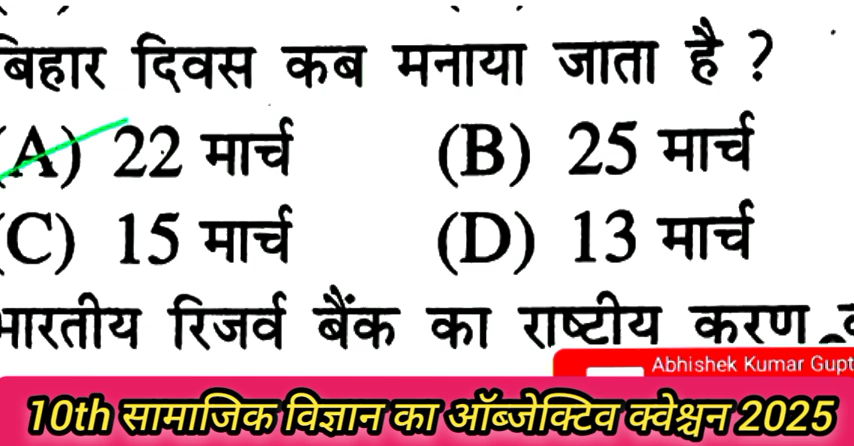 बिहार दिवस कब मनाया जाता है ?
(A) 22 मार्च (B) 25 मार्च
(C) 15 मार्च (D) 13 मार्च
भारतीय रिजर्व बैंक का राष्टीय करण
Abhishek Kumar Gupt
10th सामाजिक विज्ञान का ऑब्जेक्टिव क्वेश्चन 2025